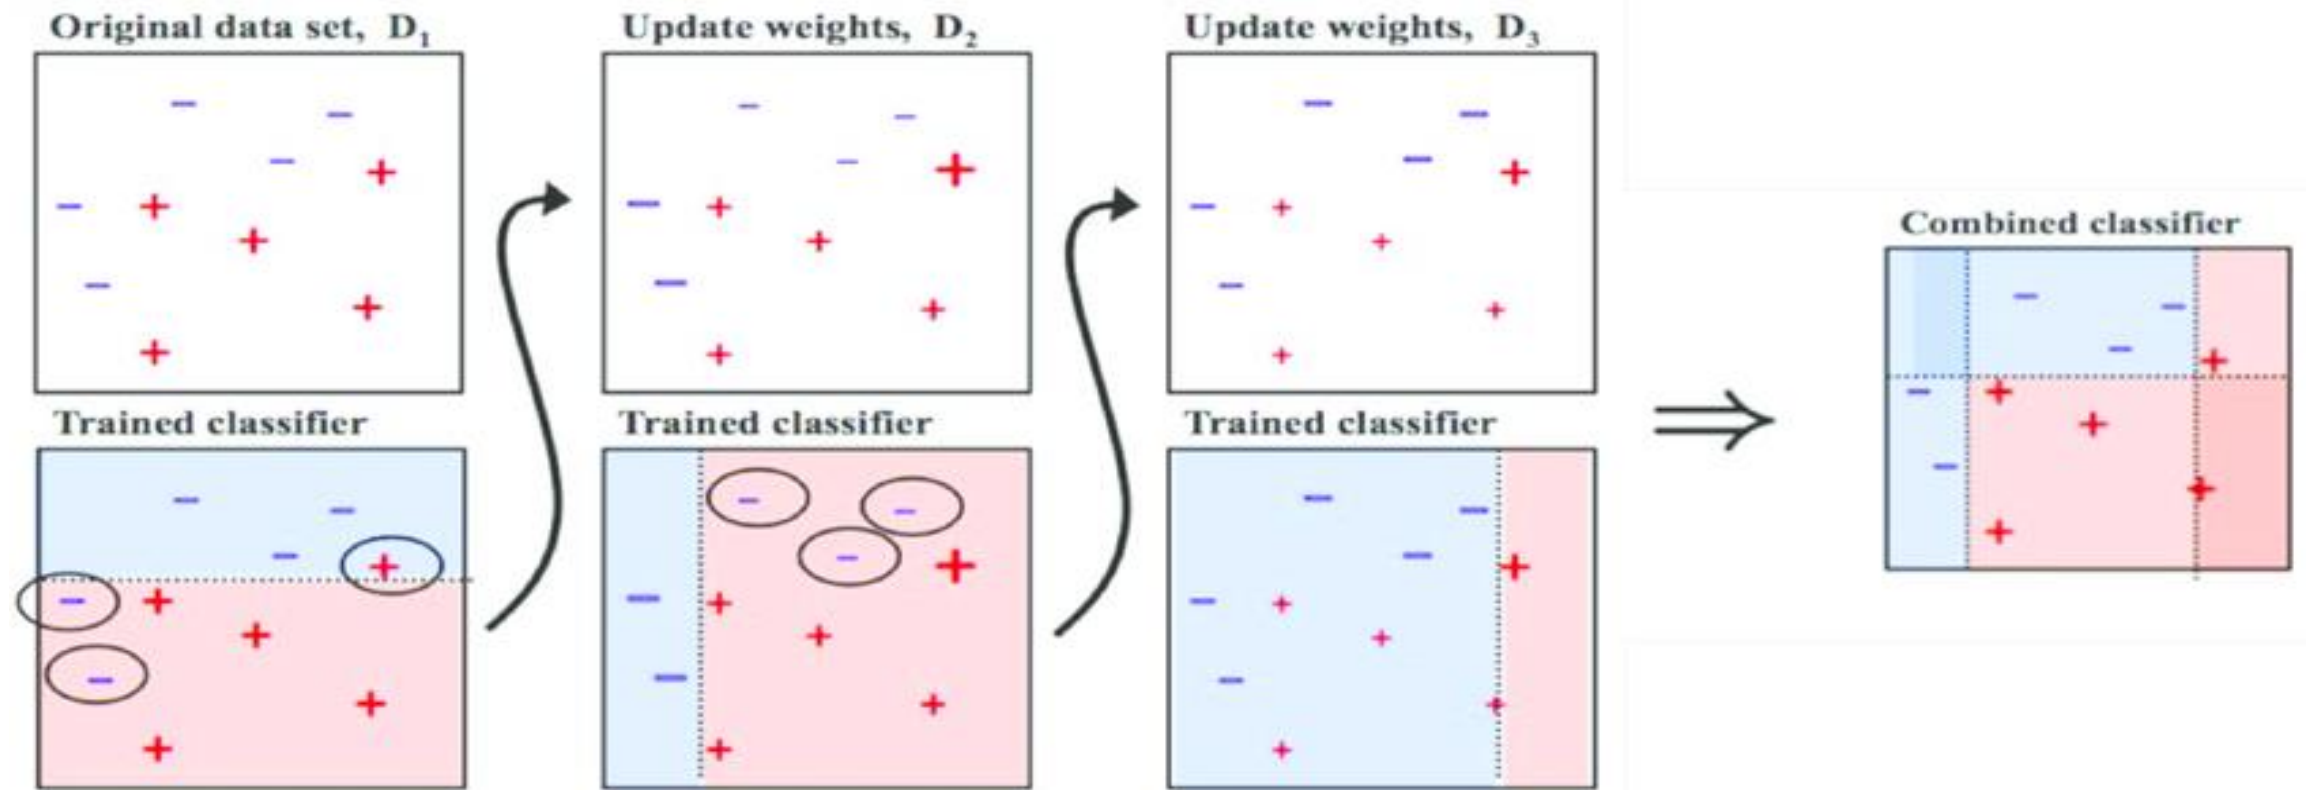 Original data set, D₁
Update weights, D₂
Update weights, D₃
Combined classifier
Trained classifier
Trained classifier
Trained classifier